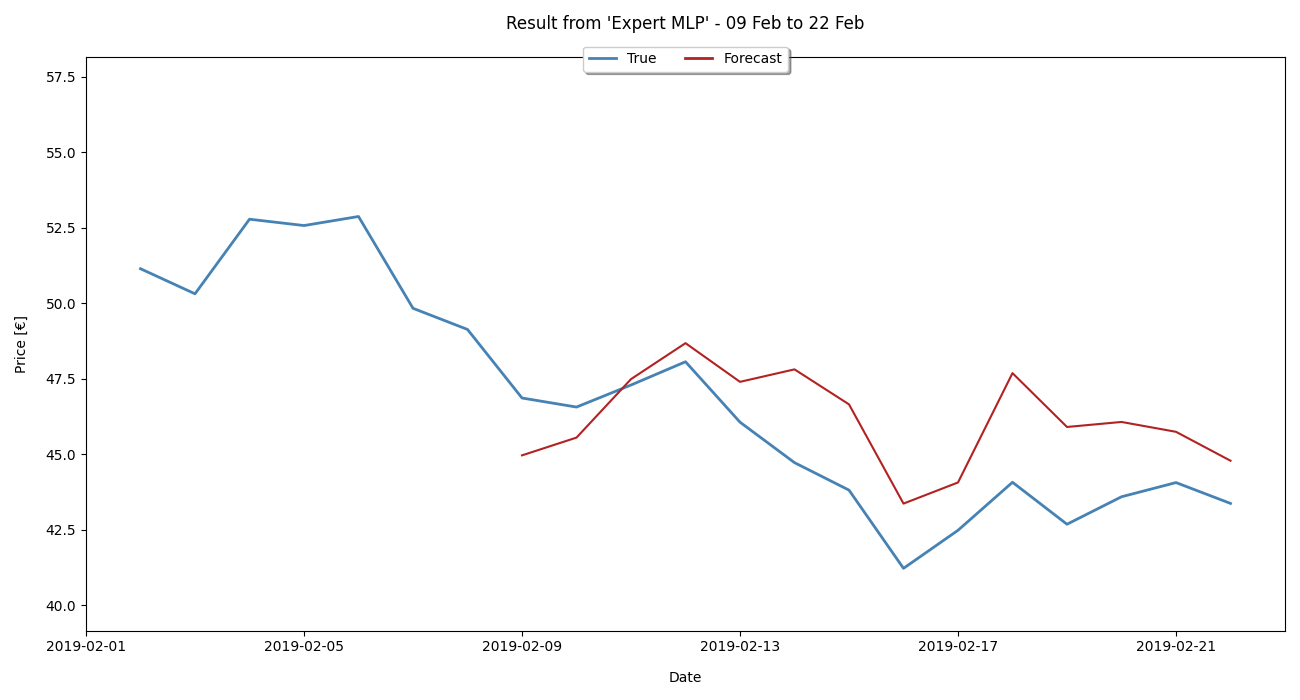 Result from 'Expert MLP' - 09 Feb to 22 Feb
True Forecast
57.5
55.0
52.5
50.0
47.5
45.0
42.5
40.0
Price [€]
2019-02-01 2019-02-05 2019-02-09 2019-02-13 2019-02-17 2019-02-21
Date